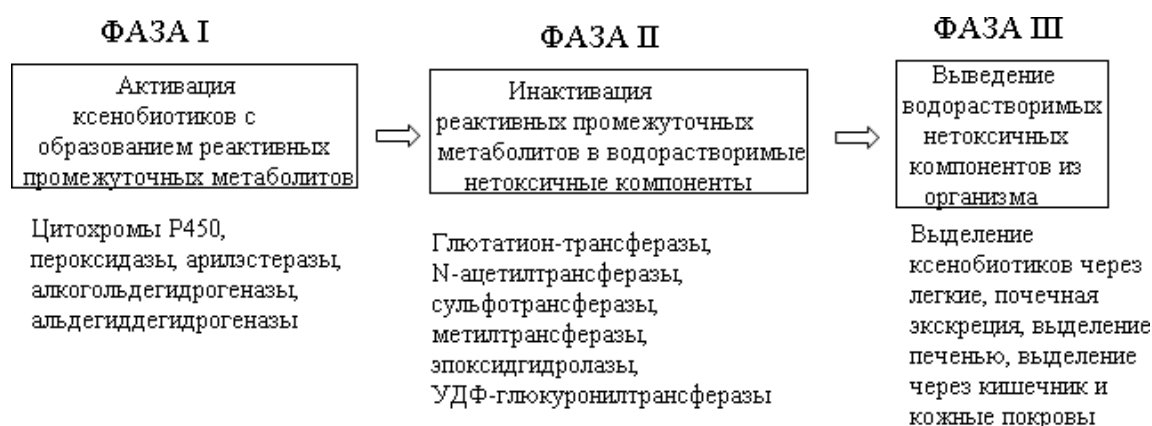 ФАЗА I
Активация
ксенобиотиков с
образованием реактивных
промежуточных метаболитов
Цитохромы Р450,
пероксидазы, арилэстеразы,
алкогольдегидрогеназы,
альдегиддегидрогеназы
ФАЗА II
Инактивация
реактивных промежуточных
метаболитов в водорастворимые
нетоксичные компоненты
Глютатион-трансферазы,
N-ацетилтрансферазы,
сульфотрансферазы,
метилтрансферазы,
эпоксидгидролазы,
УДФ-глюкуронилтрансферазы
ФАЗА III
Выведение
водорастворимых
нетоксичных
компонентов из
организма
Выделение
ксенобиотиков через
легкие, почечная
экскреция, выделение
печенью, выделение
через кишечник и
кожные покровы